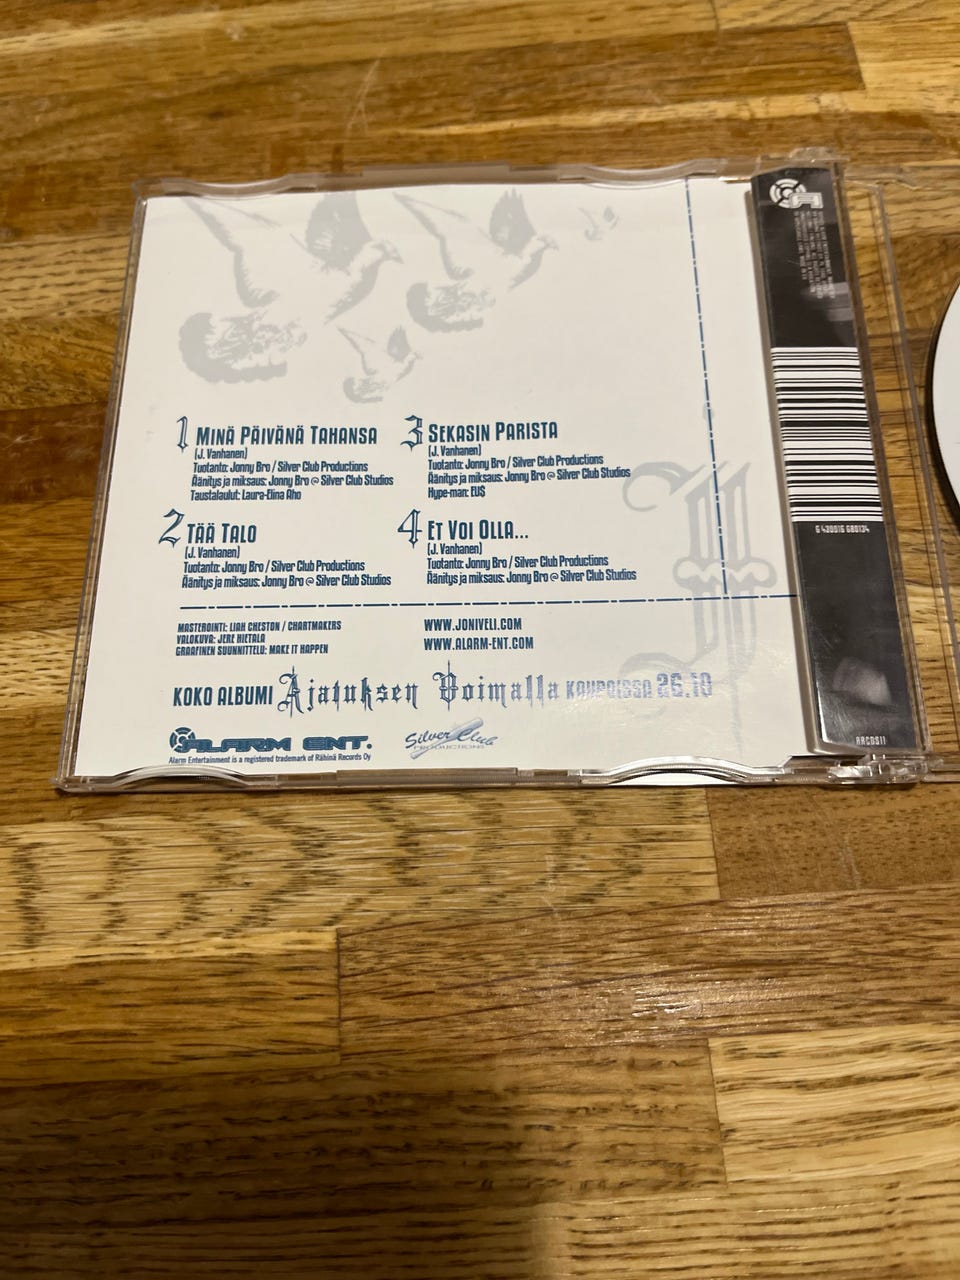 1 MINÄ PÄIVÄNÄ TAHANSA
(J. Vanhanen)
Tuotanto: Jonny Bro / Silver Club Productions
Äänitys ja miksaus: Jonny Bro @ Silver Club Studios
Taustalaulut: Laura-Elina Aho
2 TÄÄ TALO
(J. Vanhanen)
Tuotanto: Jonny Bro / Silver Club Productions
Äänitys ja miksaus: Jonny Bro @ Silver Club Studios
3 SEKASIN PARISTA
(J. Vanhanen)
Tuotanto: Jonny Bro / Silver Club Productions
Äänitys ja miksaus: Jonny Bro @ Silver Club Studios
Hype-man: EU$
4 ET VOI OLLA...
(J. Vanhanen)
Tuotanto: Jonny Bro / Silver Club Productions
Äänitys ja miksaus: Jonny Bro @ Silver Club Studios
MASTEROINTI: LIAH CHESTON / CHARTMAKERS
VALOKUVA: JERE HIETALA
GRAAFINEN SUUNNITTELU: MAKE IT HAPPEN
WWW.JONIVELI.COM
WWW.ALARM-ENT.COM
KOKO ALBUMI Ajatuksen Voimalla KAUPOISSA 26.10
ALARM ENT.
Alarm Entertainment is a registered trademark of Rähinä Records Oy
Silver Club
PRODUCTIONS
6 430016 680134
ARCDS11